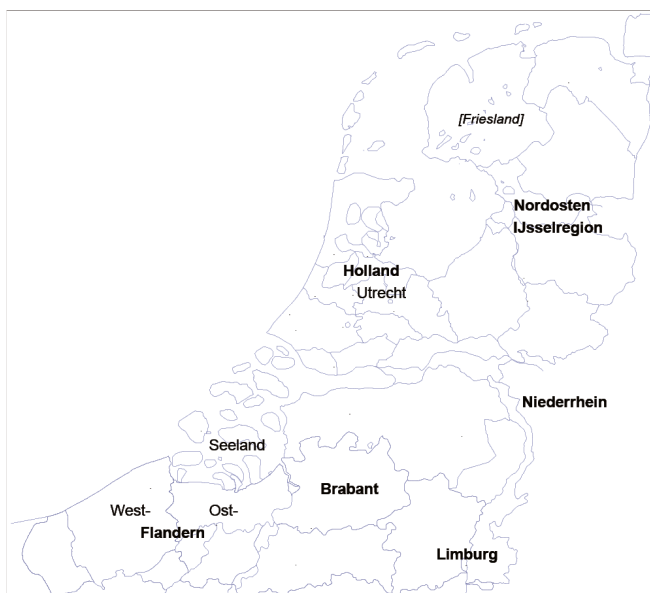 [Friesland]
Nordosten
IJsselregion
Holland
Utrecht
Niederrhein
Seeland
Brabant
West-
Ost-
Flandern
Limburg